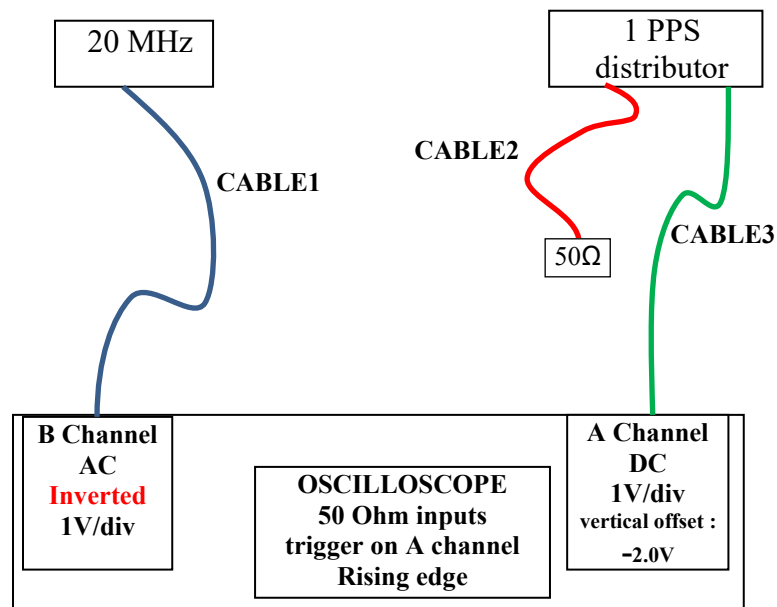 20 MHz
1 PPS
distributor
CABLE2
CABLE1
CABLE3
50Ω
B Channel
AC
Inverted
1V/div
OSCILLOSCOPE
50 Ohm inputs
trigger on A channel
Rising edge
A Channel
DC
1V/div
vertical offset :
-2.0V